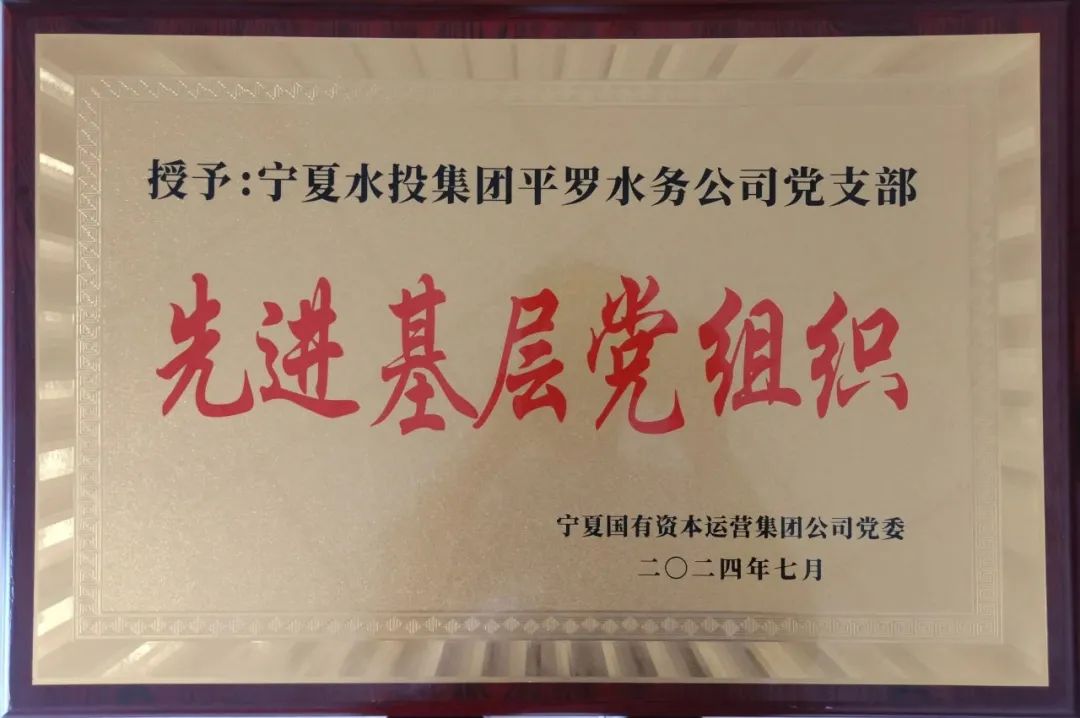 授予:宁夏水投集团平罗水务公司党支部
先进基层党组织
宁夏国有资本运营集团公司党委
二〇二四年七月